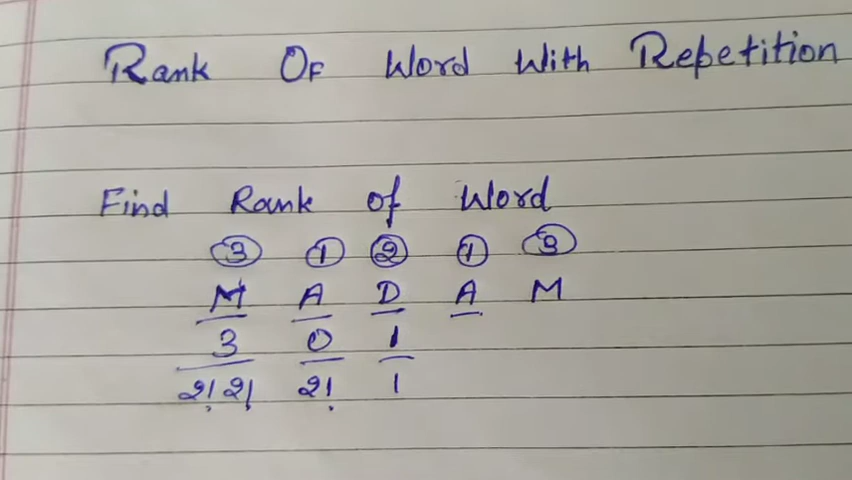 Rank Of Word With Repetition
Find Rank of Word
3 1 2 1 3
M A D A M
3 0 1
2! 2! 2! 1